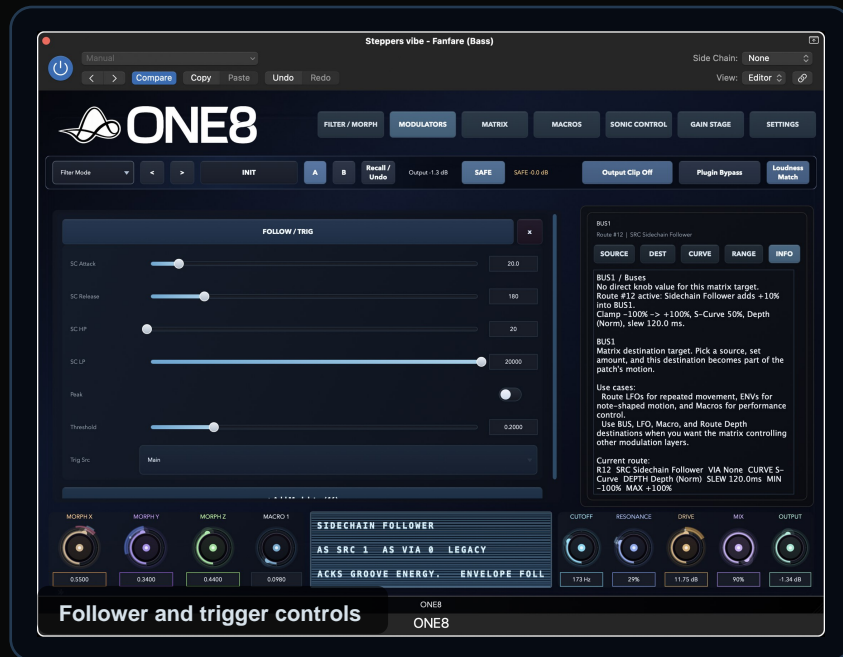 Steppers vibe - Fanfare (Bass)
Manual
Side Chain: None
< > Compare Copy Paste Undo Redo
View: Editor
ONE8
FILTER / MORPH MODULATORS MATRIX MACROS SONIC CONTROL GAIN STAGE SETTINGS
Filter Mode < > INIT A B Recall / Undo Output -1.3 dB SAFE SAFE -0.0 dB Output Clip Off Plugin Bypass Loudness Match
FOLLOW / TRIG x
SC Attack 20.0
SC Release 180
SC HP 20
SC LP 20000
Peak
Threshold 0.2000
Trig Src Main
BUS1
Route #12 | SRC Sidechain Follower
SOURCE DEST CURVE RANGE INFO
BUS1 / Buses
No direct knob value for this matrix target.
Route #12 active: Sidechain Follower adds +10%
into BUS1.
Clamp -100% -> +100%, S-Curve 50%, Depth
(Norm), slew 120.0 ms.
BUS1
Matrix destination target. Pick a source, set
amount, and this destination becomes part of the
patch's motion.
Use cases:
Route LFOs for repeated movement, ENVs for
note-shaped motion, and Macros for performance
control.
Use BUS, LFO, Macro, and Route Depth
destinations when you want the matrix controlling
other modulation layers.
Current route:
R12 SRC Sidechain Follower VIA None CURVE S-
Curve DEPTH Depth (Norm) SLEW 120.0ms MIN
-100% MAX +100%
MORPH X MORPH Y MORPH Z MACRO 1
0.5500 0.3400 0.4400 0.0980
SIDECHAIN FOLLOWER
AS SRC 1 AS VIA 0 LEGACY
ACKS GROOVE ENERGY. ENVELOPE FOLL
CUTOFF RESONANCE DRIVE MIX OUTPUT
173 Hz 29% 11.75 dB 90% -1.34 dB
ONE8
Follower and trigger controls
ONE8